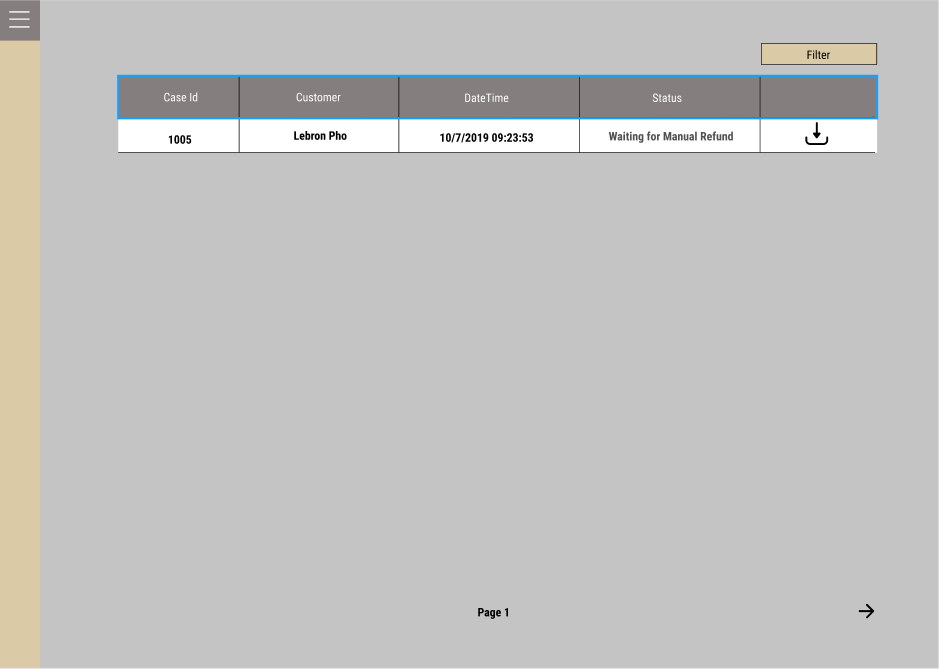 Filter
Case Id Customer DateTime Status
1005 Lebron Pho 10/7/2019 09:23:53 Waiting for Manual Refund
Page 1